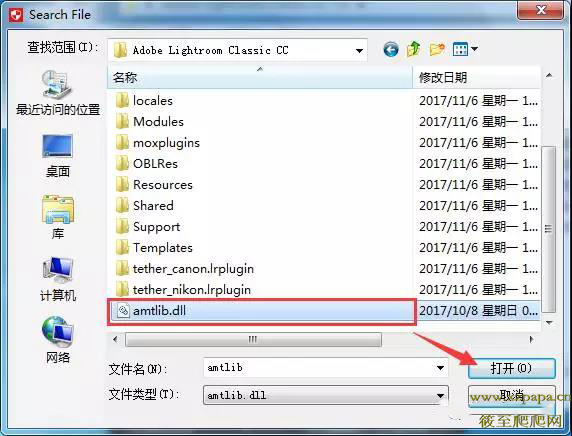 Search File
查找范围(I):
Adobe Lightroom Classic CC
名称
修改日期
locales
2017/11/6 星期一 1...
Modules
2017/11/6 星期一 1...
moxplugins
2017/11/6 星期一 1...
OBLRes
2017/11/6 星期一 1...
Resources
2017/11/6 星期一 1...
Shared
2017/11/6 星期一 1...
Support
2017/11/6 星期一 1...
Templates
2017/11/6 星期一 1...
tether_canon.lrplugin
2017/11/6 星期一 1...
tether_nikon.lrplugin
2017/11/6 星期一 1...
amtlib.dll
2017/10/8 星期日 0...
最近访问的位置
桌面
库
计算机
网络
文件名(N):
amtlib
打开(O)
文件类型(T):
amtlib.dll
取消
筱至爬爬网